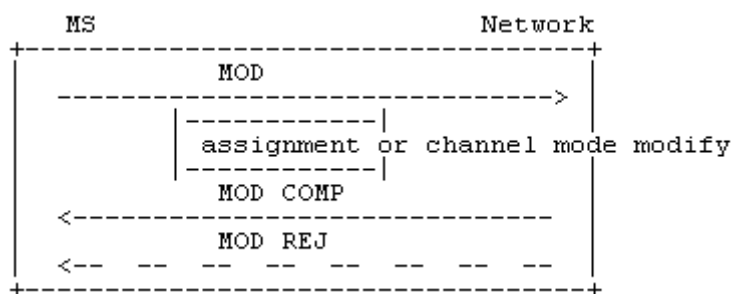 MS Network
MOD
assignment or channel mode modify
MOD COMP
MOD REJ